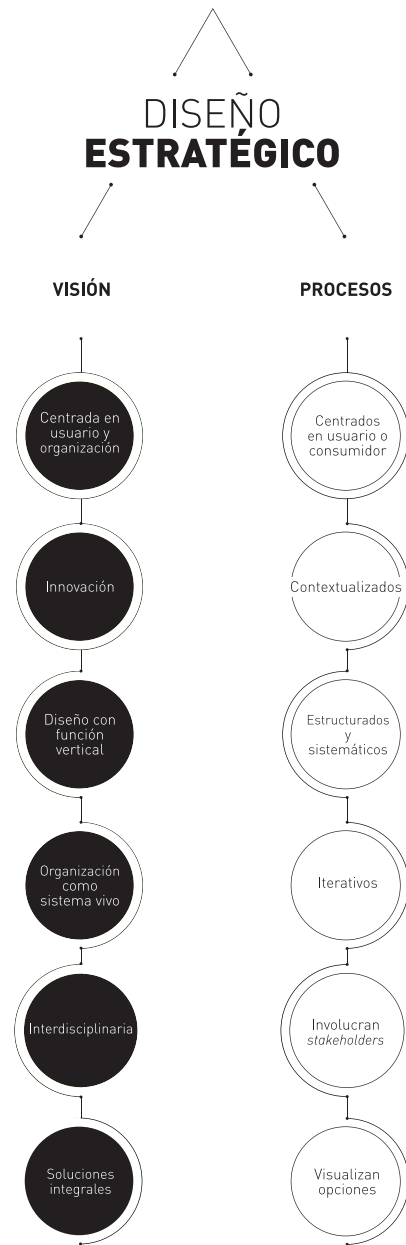 DISEÑO
ESTRATÉGICO
VISIÓN
Centrada en
usuario y
organización
Innovación
Diseño con
función
vertical
Organización
como
sistema vivo
Interdisciplinaria
Soluciones
integrales
PROCESOS
Centrados
en usuario o
consumidor
Contextualizados
Estructurados
y
sistemáticos
Iterativos
Involucran
stakeholders
Visualizan
opciones